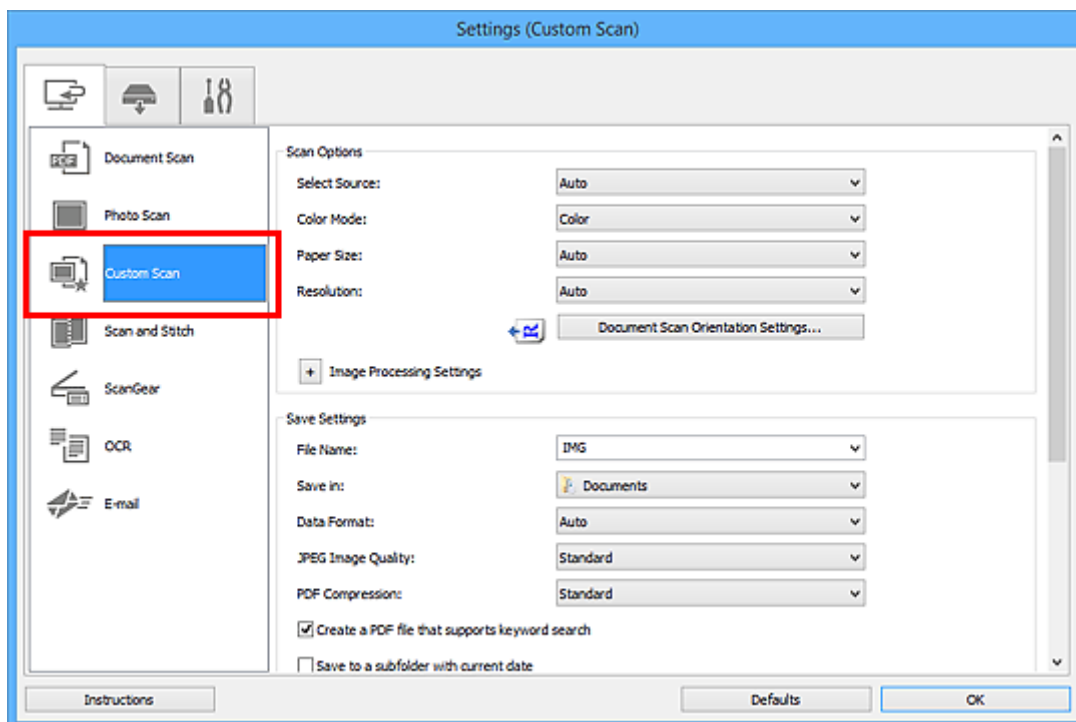 Settings (Custom Scan)
PDF
Document Scan
Photo Scan
Custom Scan
Scan and Stitch
ScanGear
OCR
E-mail
Scan Options
Select Source: Auto
Color Mode: Color
Paper Size: Auto
Resolution: Auto
R Document Scan Orientation Settings...
+ Image Processing Settings
Save Settings
File Name: IMG
Save in: Documents
Data Format: Auto
JPEG Image Quality: Standard
PDF Compression: Standard
Create a PDF file that supports keyword search
Save to a subfolder with current date
Instructions Defaults OK